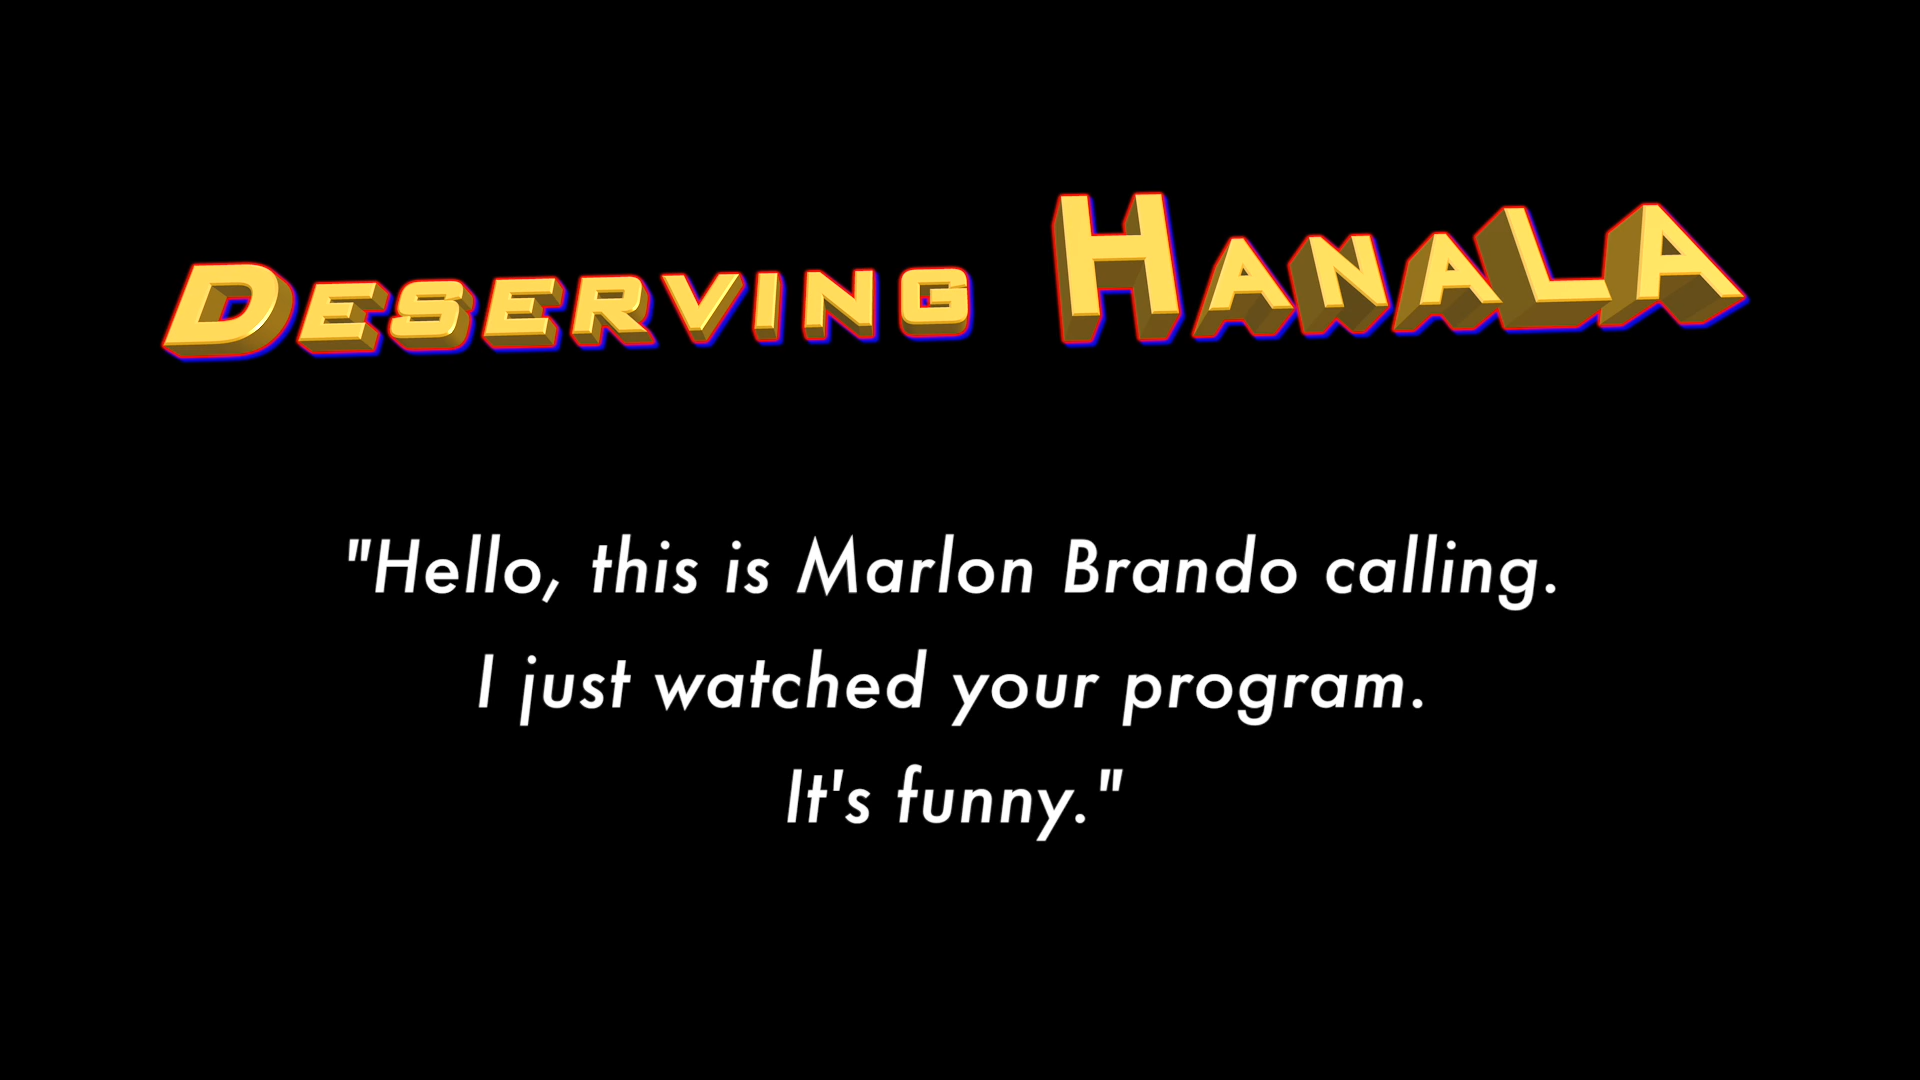 Deserving HanaLA
"Hello, this is Marlon Brando calling.
I just watched your program.
It's funny."